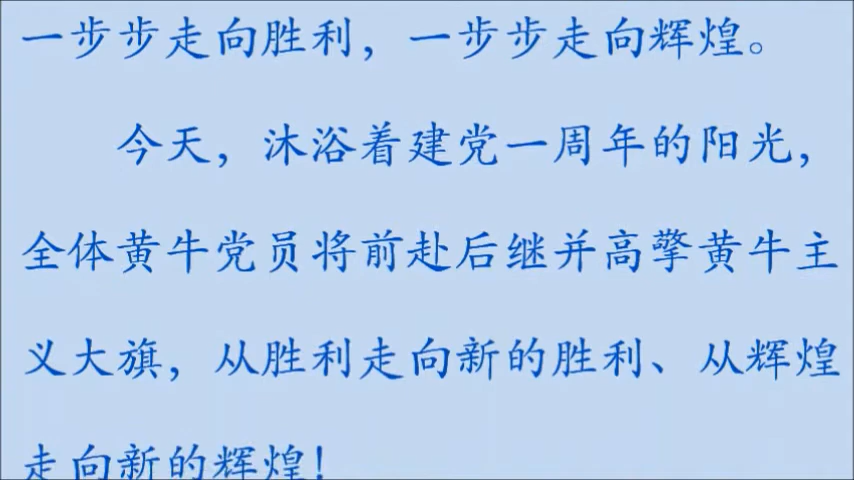 一步步走向胜利，一步步走向辉煌。
今天，沐浴着建党一周年的阳光，
全体黄牛党员将前赴后继并高擎黄牛主
义大旗，从胜利走向新的胜利、从辉煌
走向新的辉煌！